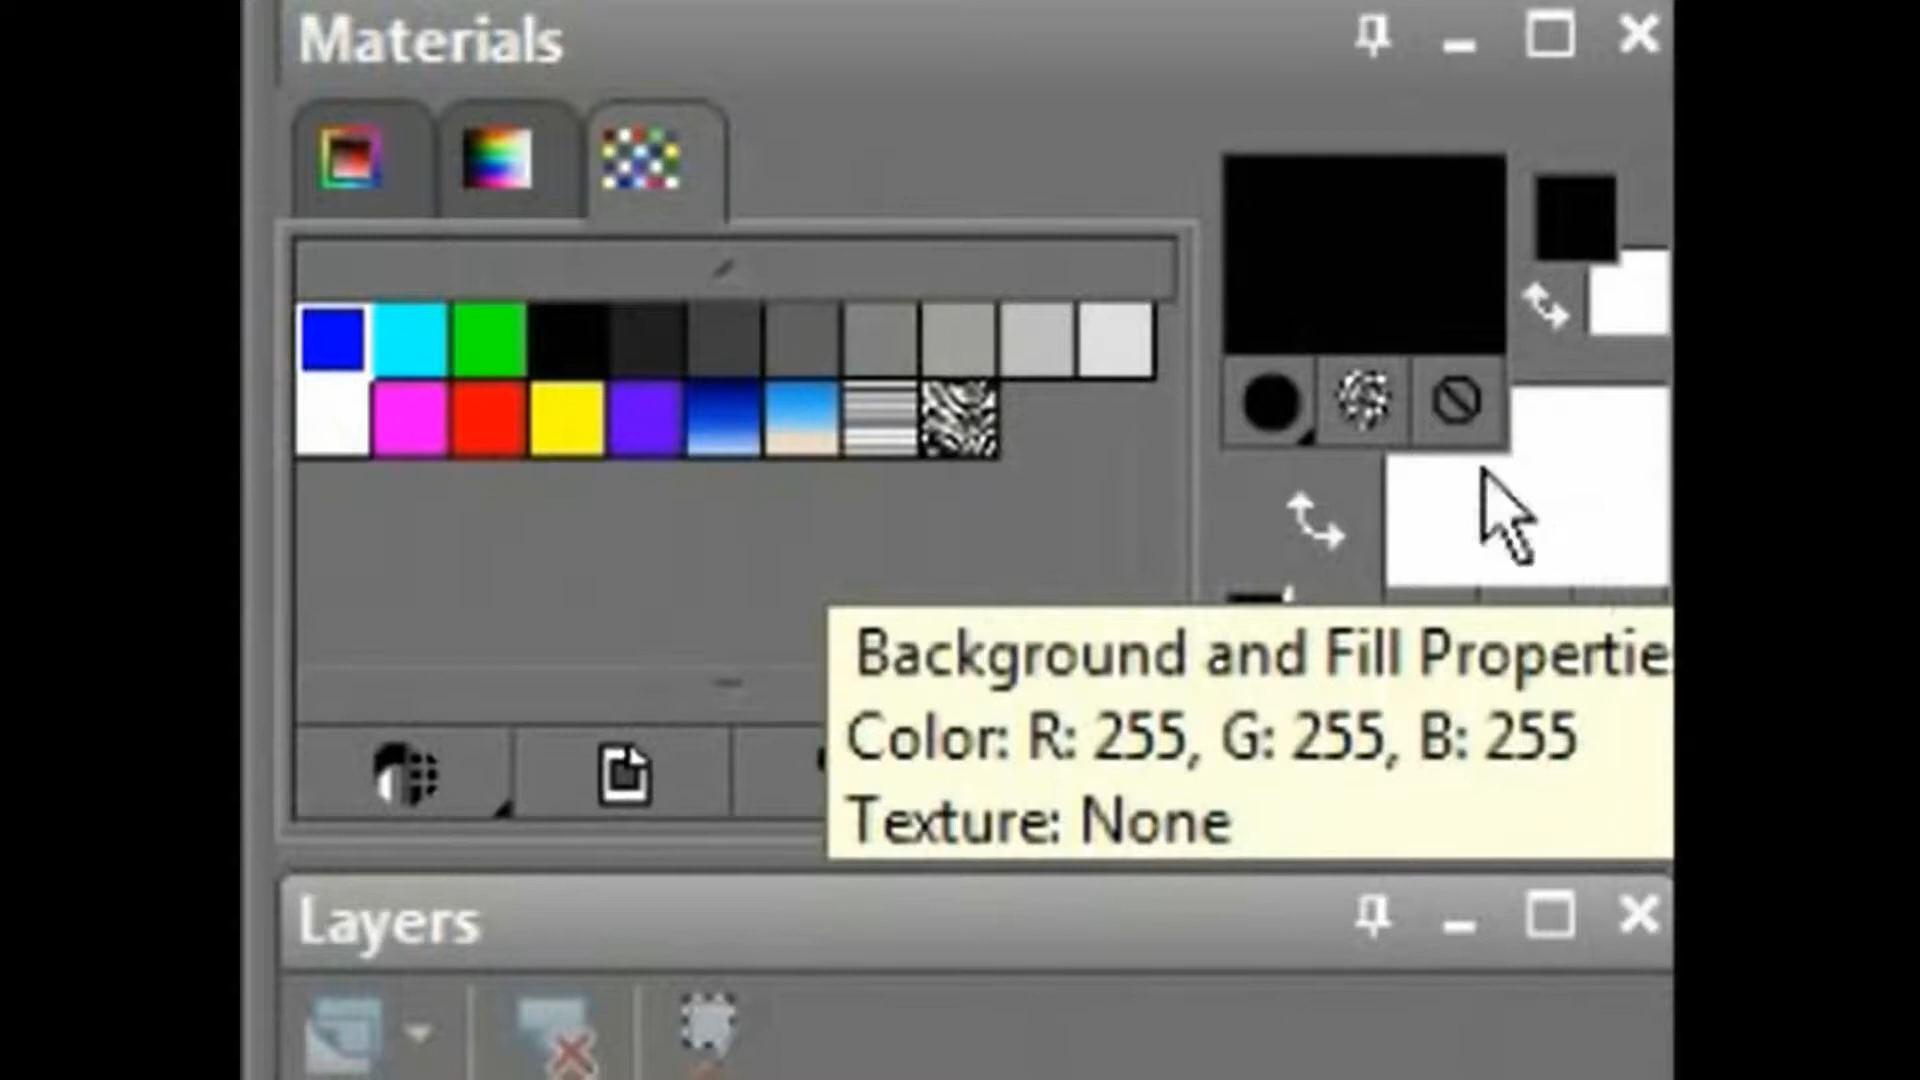 Materials
Background and Fill Propertie
Color: R: 255, G: 255, B: 255
Texture: None
Layers